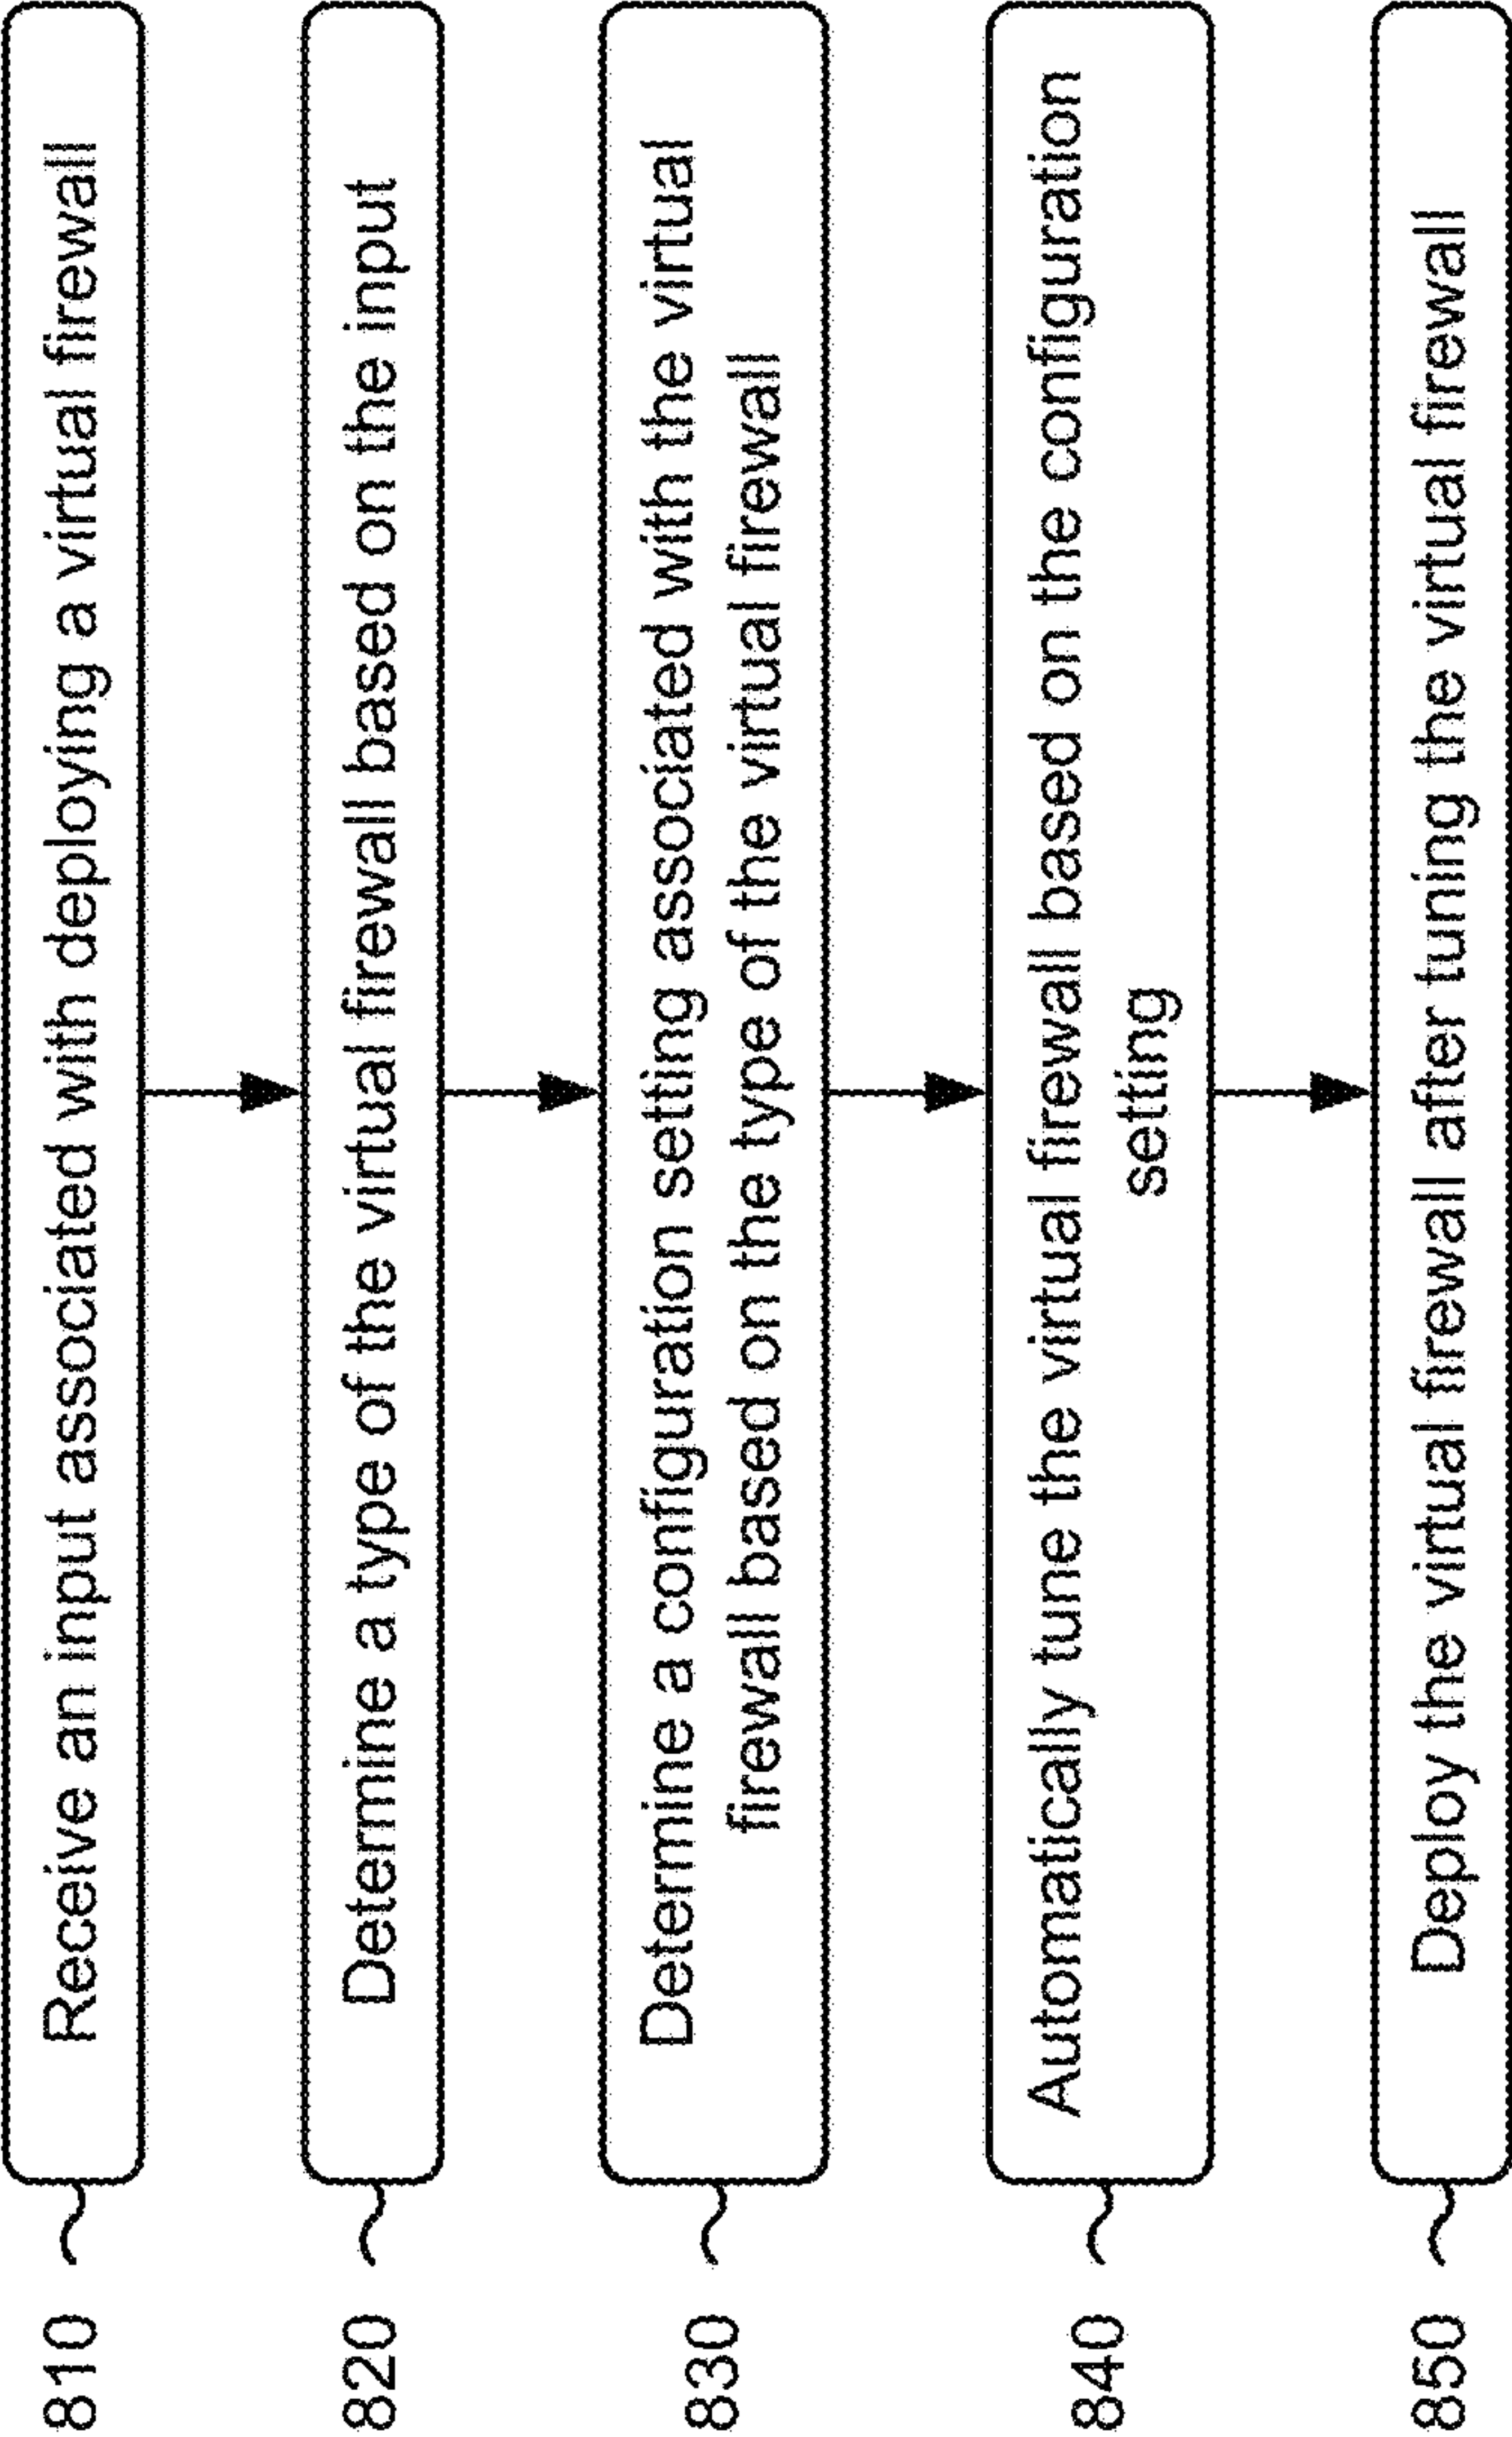 810
Receive an input associated with deploying a virtual firewall
820
Determine a type of the virtual firewall based on the input
830
Determine a configuration setting associated with the virtual
firewall based on the type of the virtual firewall
840
Automatically tune the virtual firewall based on the configuration
setting
850
Deploy the virtual firewall after tuning the virtual firewall